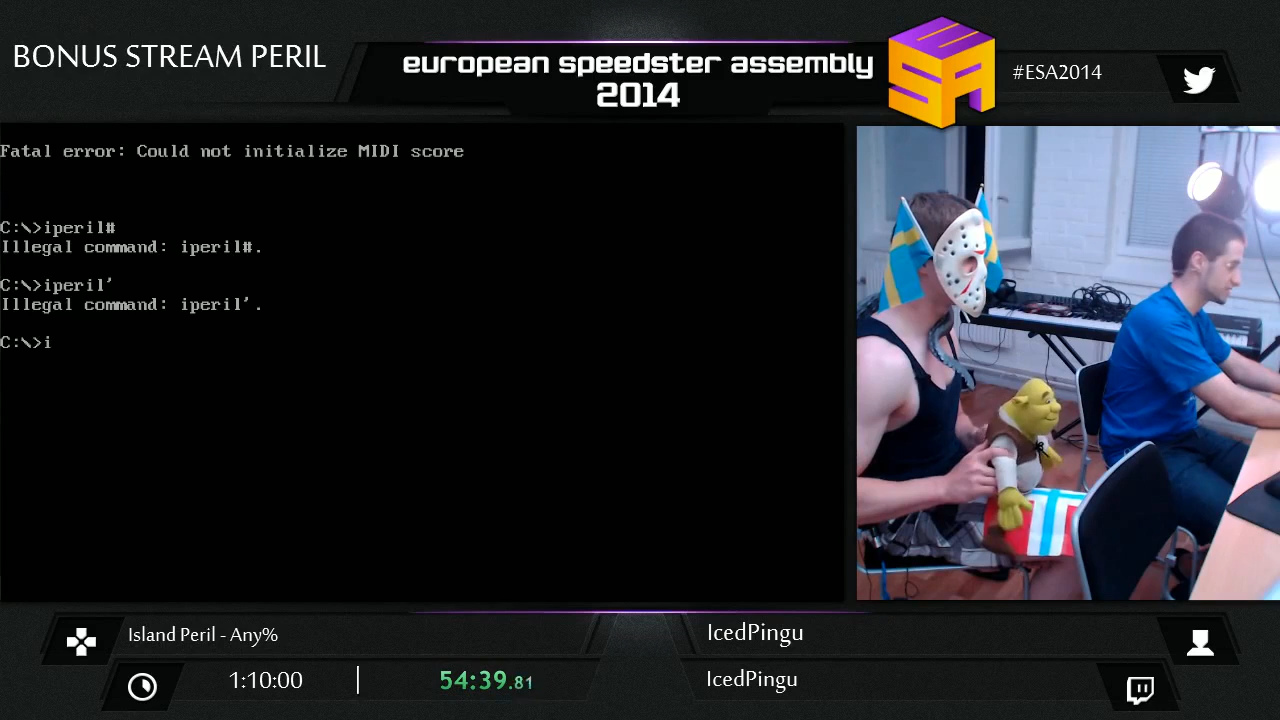 BONUS STREAM PERIL
european speedster assembly
2014
SA
#ESA2014
Fatal error: Could not initialize MIDI score
C:\>iperil#
Illegal command: iperil#.
C:\>iperil'
Illegal command: iperil'.
C:\>i
Island Peril - Any%
IcedPingu
1:10:00
54:39.81
IcedPingu